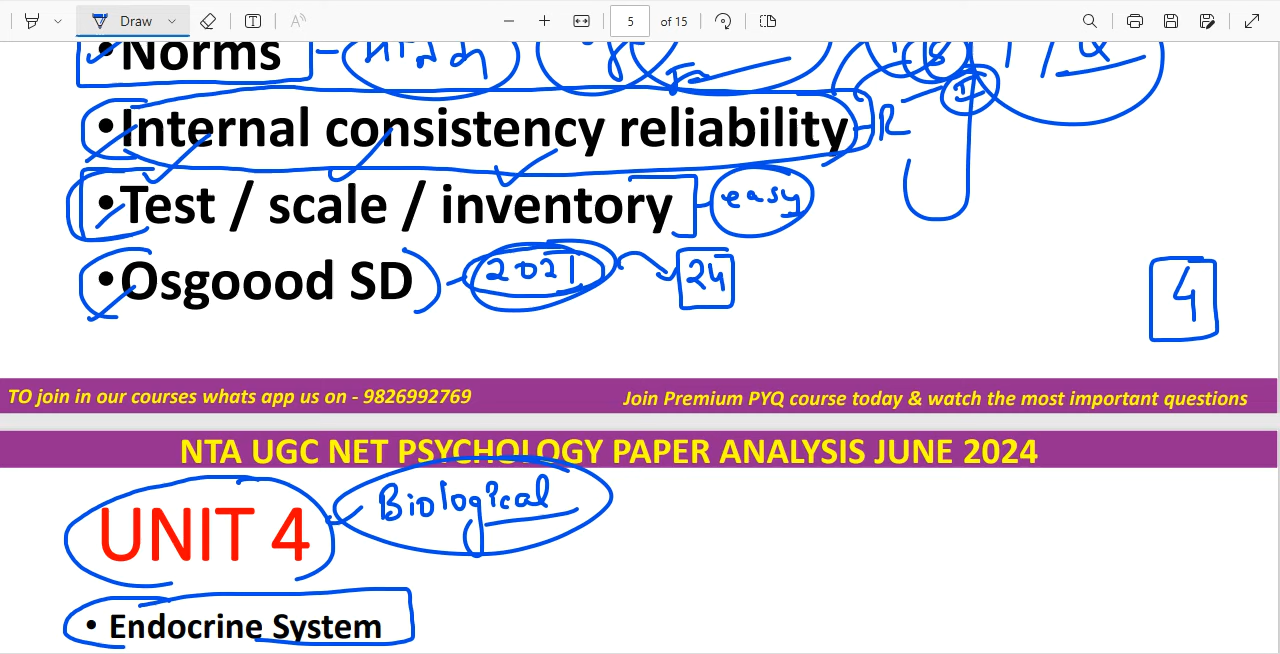 Draw
5 of 15
•Norms
•Internal consistency reliability R
•Test / scale / inventory easy
•Osgoood SD 2021 24
4
TO join in our courses whats app us on - 9826992769 Join Premium PYQ course today & watch the most important questions
NTA UGC NET PSYCHOLOGY PAPER ANALYSIS JUNE 2024
UNIT 4 Biological
• Endocrine System